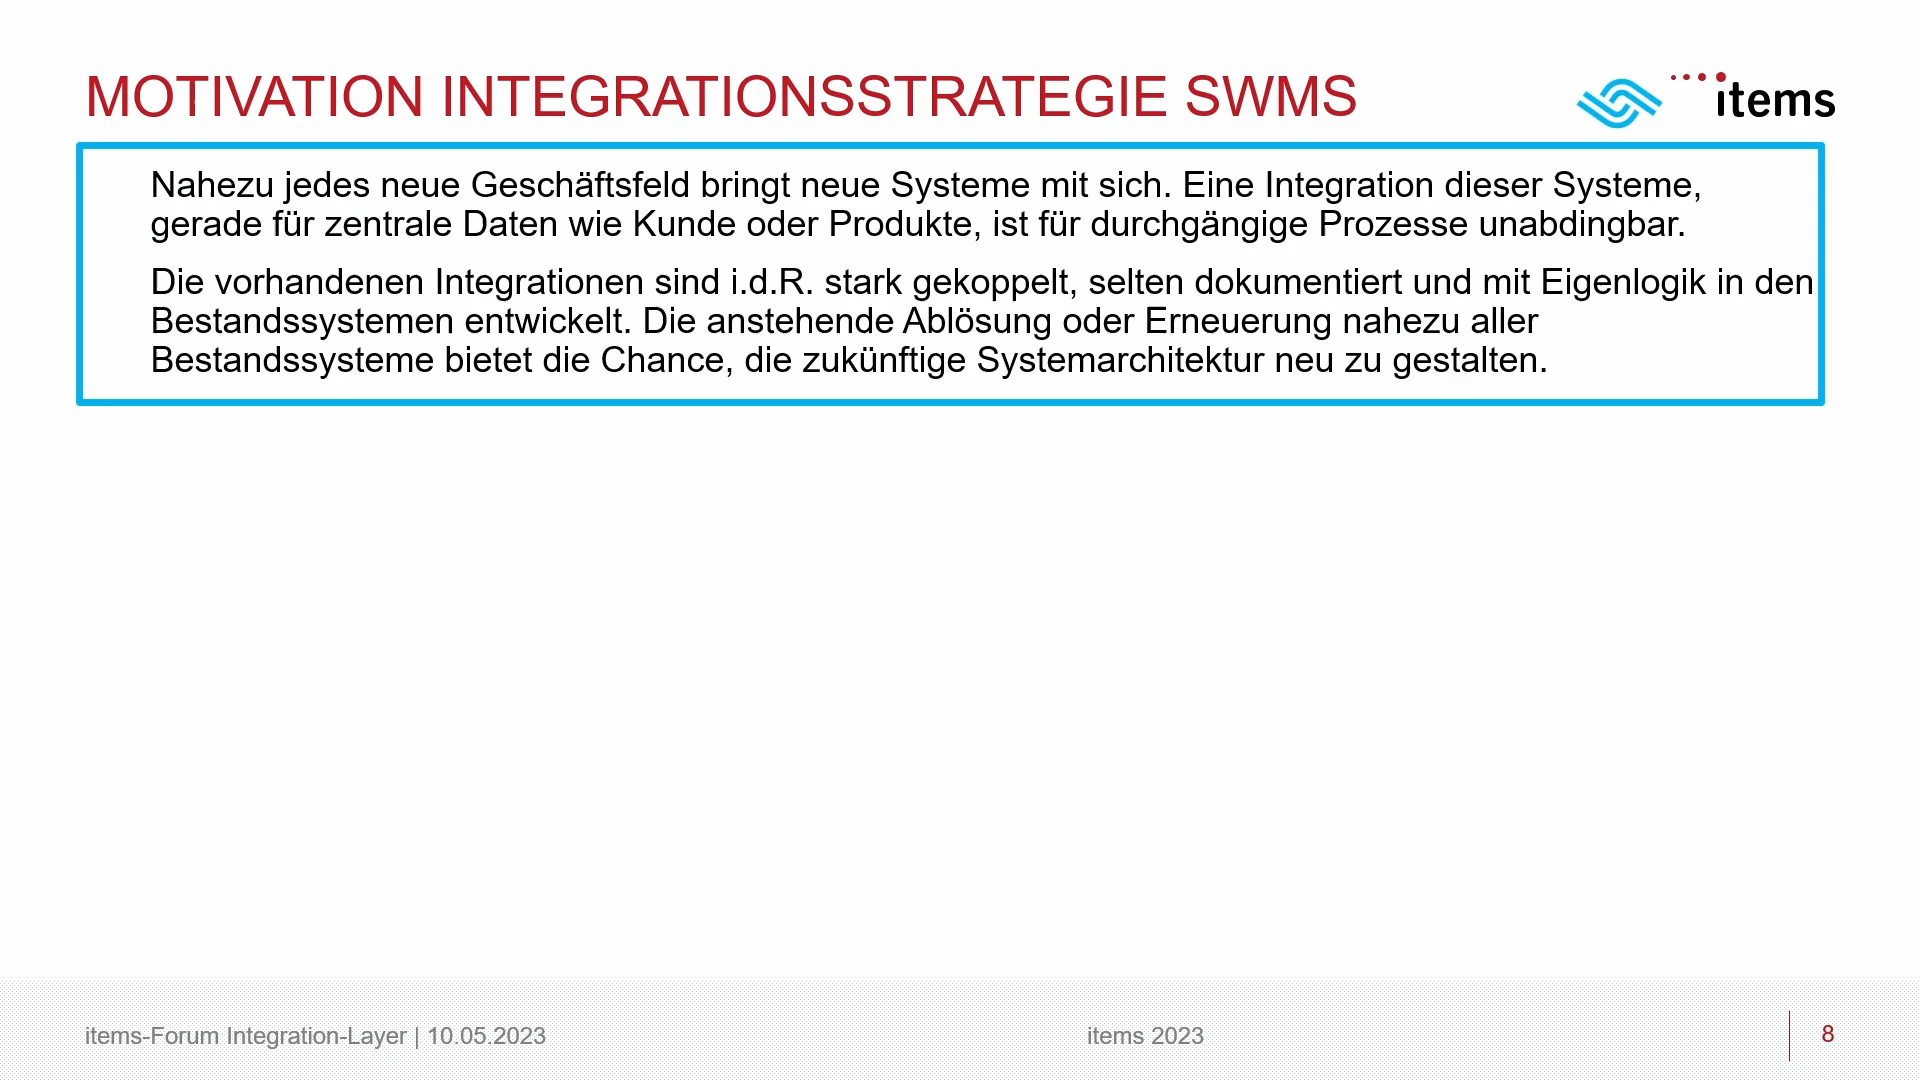 MOTIVATION INTEGRATIONSSTRATEGIE SWMS
items
Nahezu jedes neue Geschäftsfeld bringt neue Systeme mit sich. Eine Integration dieser Systeme,
gerade für zentrale Daten wie Kunde oder Produkte, ist für durchgängige Prozesse unabdingbar.
Die vorhandenen Integrationen sind i.d.R. stark gekoppelt, selten dokumentiert und mit Eigenlogik in den
Bestandssystemen entwickelt. Die anstehende Ablösung oder Erneuerung nahezu aller
Bestandssysteme bietet die Chance, die zukünftige Systemarchitektur neu zu gestalten.
items-Forum Integration-Layer | 10.05.2023
items 2023
8